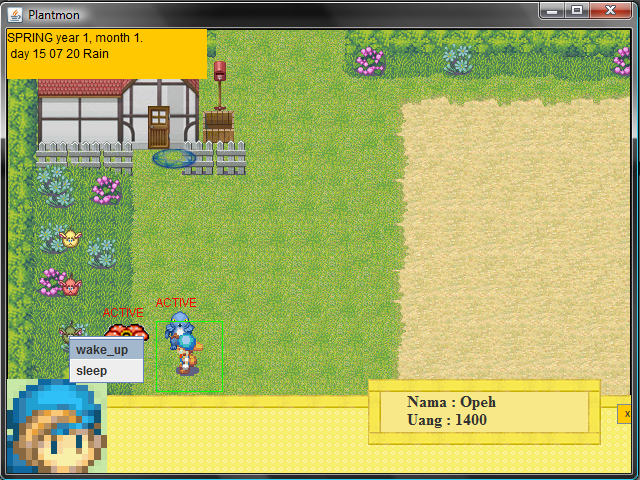 Plantmon
SPRING year 1, month 1.
day 15 07 20 Rain
ACTIVE
ACTIVE
wake_up
sleep
Nama : Opeh
Uang : 1400
x